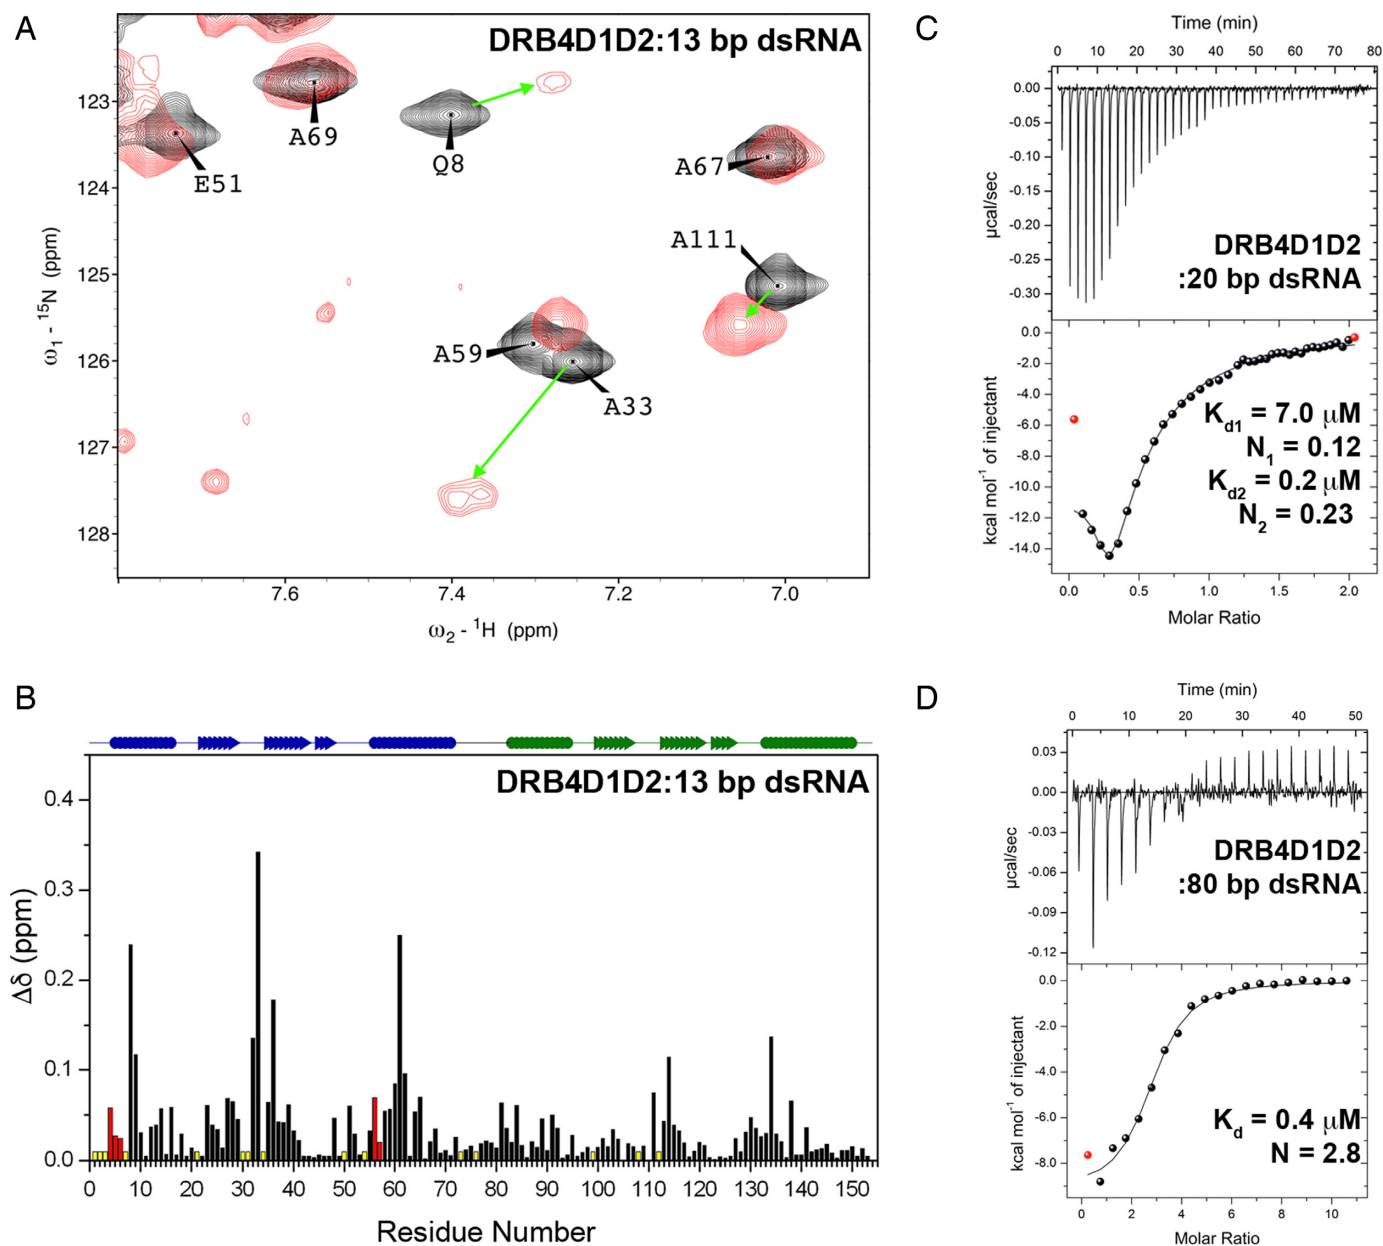 A
DRB4D1D2:13 bp dsRNA
A69
Q8
E51
A67
A111
A59
A33
123
124
125
126
127
128
ω1 - 15N (ppm)
7.6
7.4
7.2
7.0
ω2 - 1H (ppm)
B
DRB4D1D2:13 bp dsRNA
0.4
0.3
0.2
0.1
0.0
Δδ (ppm)
0 10 20 30 40 50 60 70 80 90 100 110 120 130 140 150
Residue Number
C
Time (min)
0 10 20 30 40 50 60 70 80
0.00
-0.05
-0.10
-0.15
-0.20
-0.25
-0.30
µcal/sec
DRB4D1D2
:20 bp dsRNA
0.0
-2.0
-4.0
-6.0
-8.0
-10.0
-12.0
-14.0
kcal mol-1 of injectant
Kd1 = 7.0 µM
N1 = 0.12
Kd2 = 0.2 µM
N2 = 0.23
0.0 0.5 1.0 1.5 2.0
Molar Ratio
D
Time (min)
0 10 20 30 40 50
0.03
0.00
-0.03
-0.06
-0.09
-0.12
µcal/sec
DRB4D1D2
:80 bp dsRNA
0.0
-2.0
-4.0
-6.0
-8.0
kcal mol-1 of injectant
Kd = 0.4 µM
N = 2.8
0 2 4 6 8 10
Molar Ratio